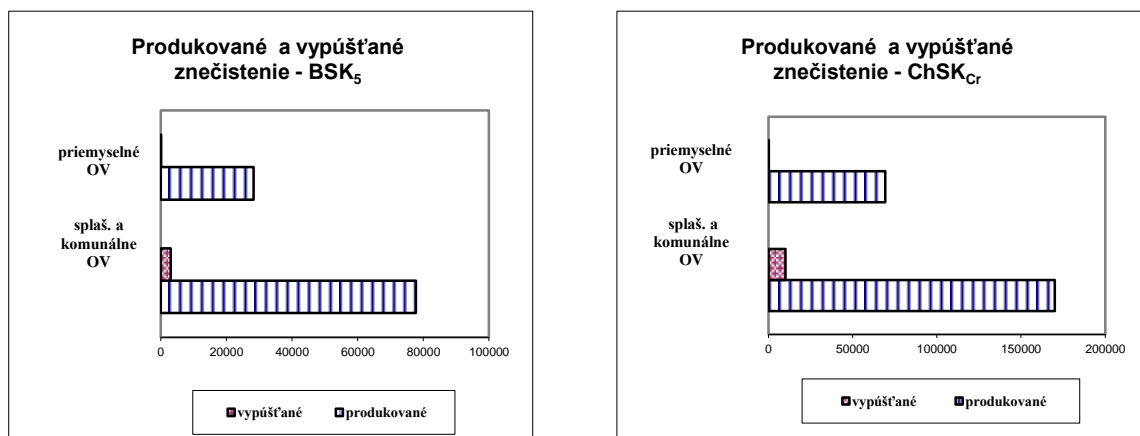 Produkované a vypúšťané
znečistenie - BSK5
priemyselné
OV
splaš. a
komunálne
OV
0 20000 40000 60000 80000 100000
vypúšťané produkované
Produkované a vypúšťané
znečistenie - ChSKCr
priemyselné
OV
splaš. a
komunálne
OV
0 50000 100000 150000 200000
vypúšťané produkované